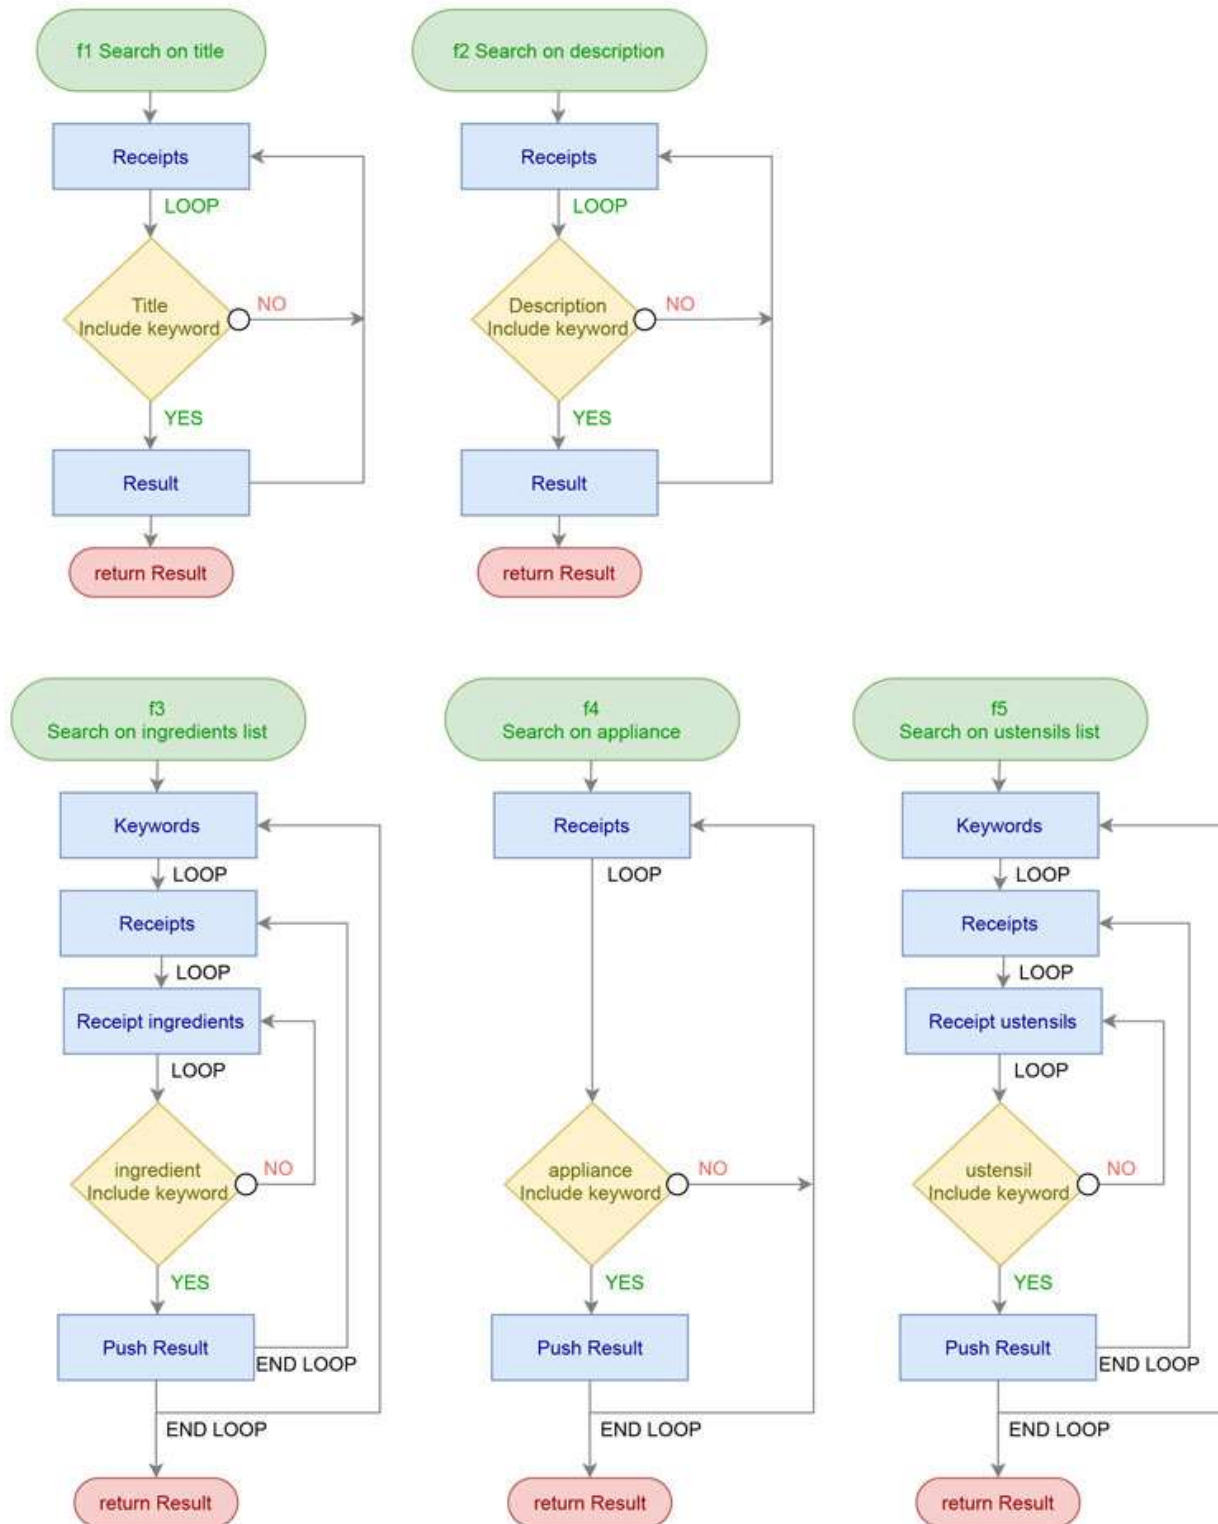 f1 Search on title
Receipts
LOOP
Title
Include keyword
NO
YES
Result
return Result
f2 Search on description
Receipts
LOOP
Description
Include keyword
NO
YES
Result
return Result
f3
Search on ingredients list
Keywords
LOOP
Receipts
LOOP
Receipt ingredients
LOOP
ingredient
Include keyword
NO
YES
Push Result
END LOOP
END LOOP
return Result
f4
Search on appliance
Receipts
LOOP
appliance
Include keyword
NO
YES
Push Result
END LOOP
return Result
f5
Search on ustensils list
Keywords
LOOP
Receipts
LOOP
Receipt ustensils
LOOP
ustensil
Include keyword
NO
YES
Push Result
END LOOP
END LOOP
return Result